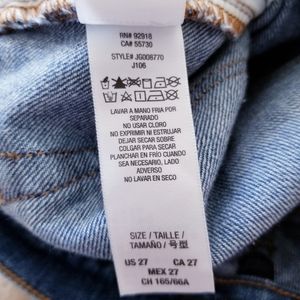 RN# 92918
CA# 55730
STYLE# JG008770
J106
LAVAR A MANO FRIA POR
SEPARADO
NO USAR CLORO
NO EXPRIMIR NI ESTRUJAR
DEJAR SECAR SOBRE
COLGAR PARA SECAR
PLANCHAR EN FRÍO CUANDO
SEA NECESARIO, LADO
ADVERSO
NO LAVAR EN SECO
SIZE / TAILLE /
TAMAÑO / 号型
US 27 CA 27
MEX 27
CH 165/66A